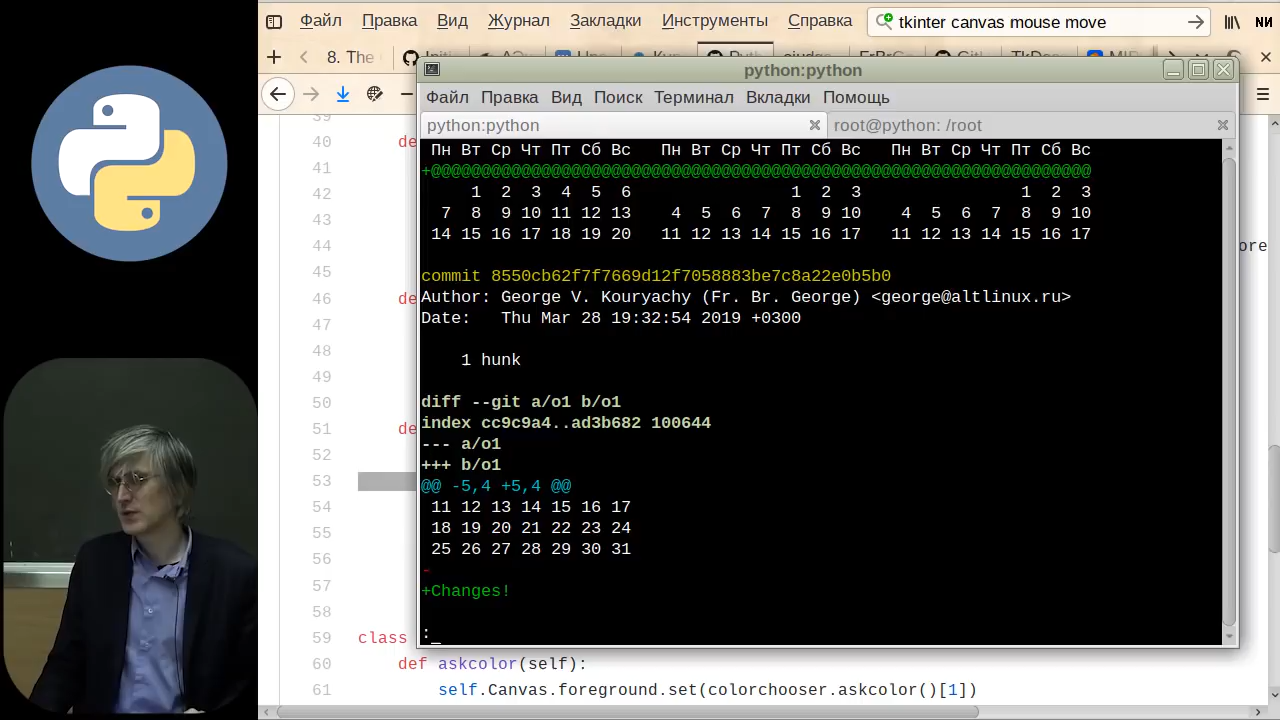 Файл Правка Вид Журнал Закладки Инструменты Справка tkinter canvas mouse move
8. The
python:python
Файл Правка Вид Поиск Терминал Вкладки Помощь
python:python root@python: /root
Пн Вт Ср Чт Пт Сб Вс Пн Вт Ср Чт Пт Сб Вс Пн Вт Ср Чт Пт Сб Вс
+@@@@@@@@@@@@@@@@@@@@@@@@@@@@@@@@@@@@@@@@@@@@@@@@@@@@@@@@@@@@@@@@@@
1 2 3 4 5 6 1 2 3 1 2 3
7 8 9 10 11 12 13 4 5 6 7 8 9 10 4 5 6 7 8 9 10
14 15 16 17 18 19 20 11 12 13 14 15 16 17 11 12 13 14 15 16 17
commit 8550cb62f7f7669d12f7058883be7c8a22e0b5b0
Author: George V. Kouryachy (Fr. Br. George) <george@altlinux.ru>
Date: Thu Mar 28 19:32:54 2019 +0300
1 hunk
diff --git a/o1 b/o1
index cc9c9a4..ad3b682 100644
--- a/o1
+++ b/o1
@@ -5,4 +5,4 @@
11 12 13 14 15 16 17
18 19 20 21 22 23 24
25 26 27 28 29 30 31
-
+Changes!
:_
39
40 de
41
42
43
44 ore
45
46 de
47
48
49
50
51 de
52
53
54
55
56
57
58
59 class
60 def askcolor(self):
61 self.Canvas.foreground.set(colorchooser.askcolor()[1])